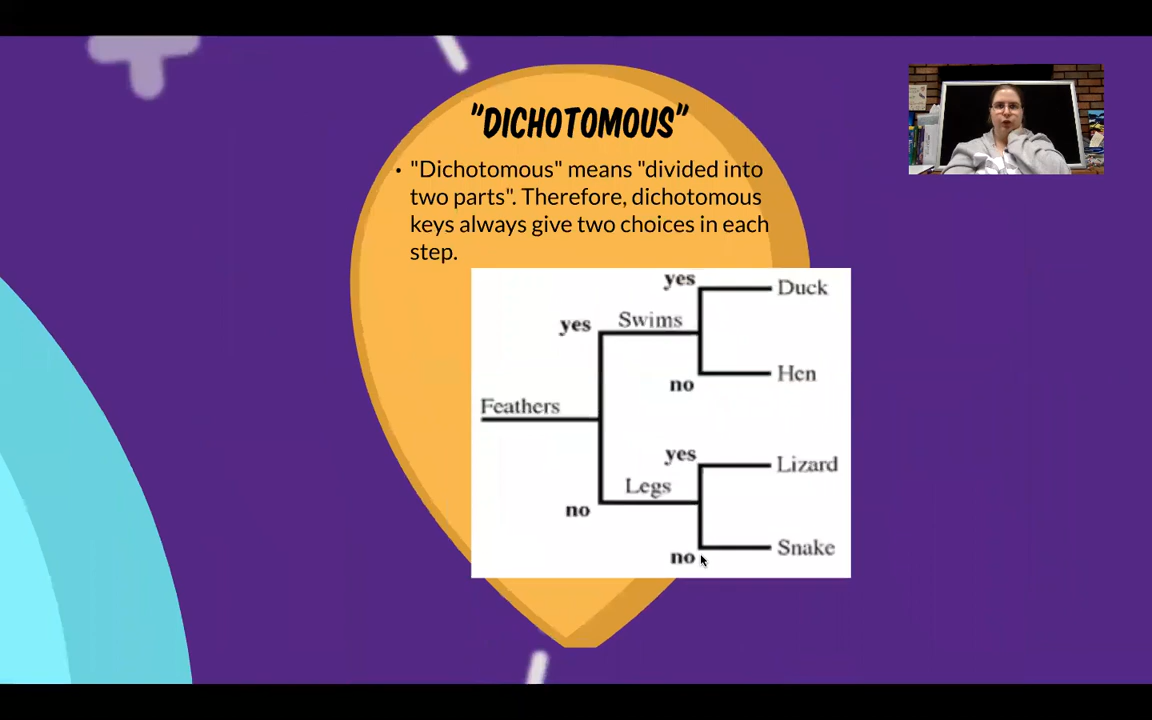 "DICHOTOMOUS"
• "Dichotomous" means "divided into
two parts". Therefore, dichotomous
keys always give two choices in each
step.
yes
Duck
Swims
yes
Hen
no
Feathers
yes
Lizard
Legs
no
Snake
no